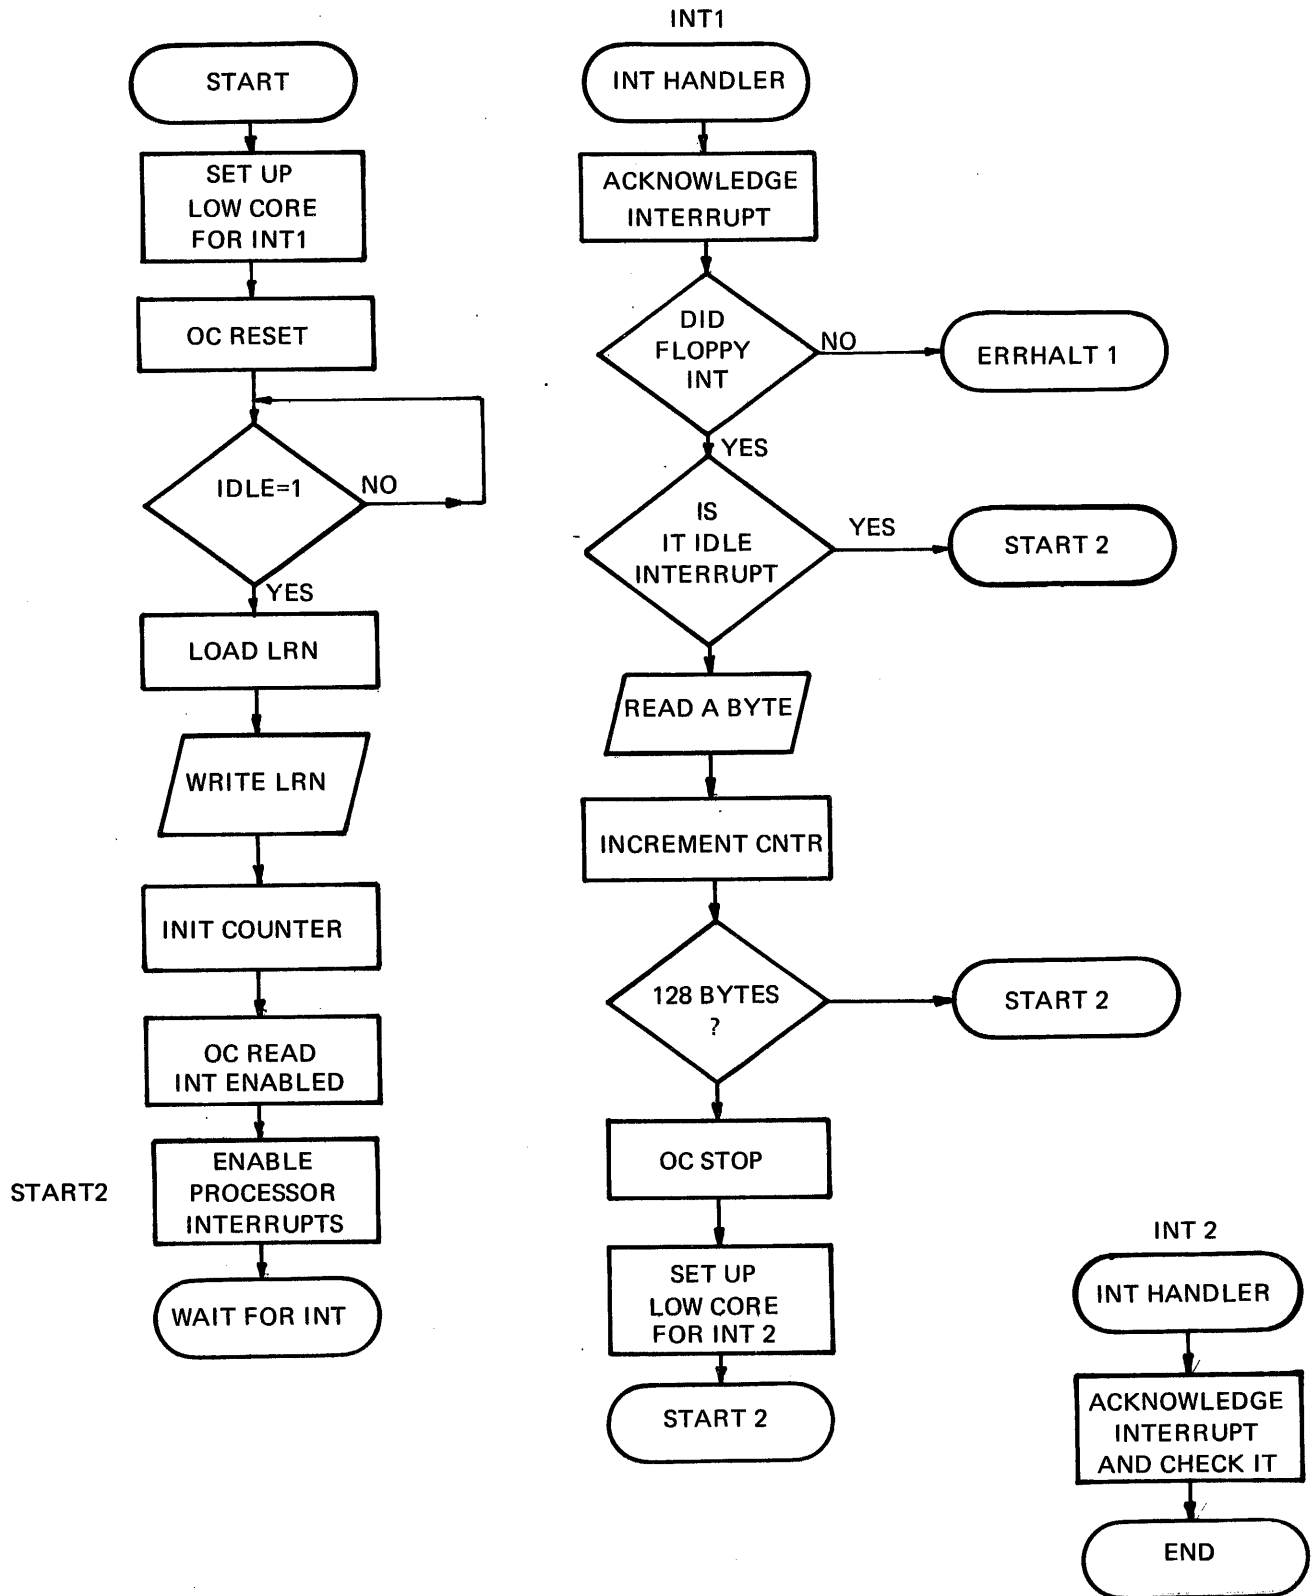 START
SET UP
LOW CORE
FOR INT1
OC RESET
IDLE=1
NO
YES
LOAD LRN
WRITE LRN
INIT COUNTER
OC READ
INT ENABLED
START2
ENABLE
PROCESSOR
INTERRUPTS
WAIT FOR INT
INT1
INT HANDLER
ACKNOWLEDGE
INTERRUPT
DID
FLOPPY
INT
NO
ERRHALT 1
YES
IS
IT IDLE
INTERRUPT
YES
START 2
READ A BYTE
INCREMENT CNTR
128 BYTES
?
START 2
OC STOP
SET UP
LOW CORE
FOR INT 2
START 2
INT 2
INT HANDLER
ACKNOWLEDGE
INTERRUPT
AND CHECK IT
END